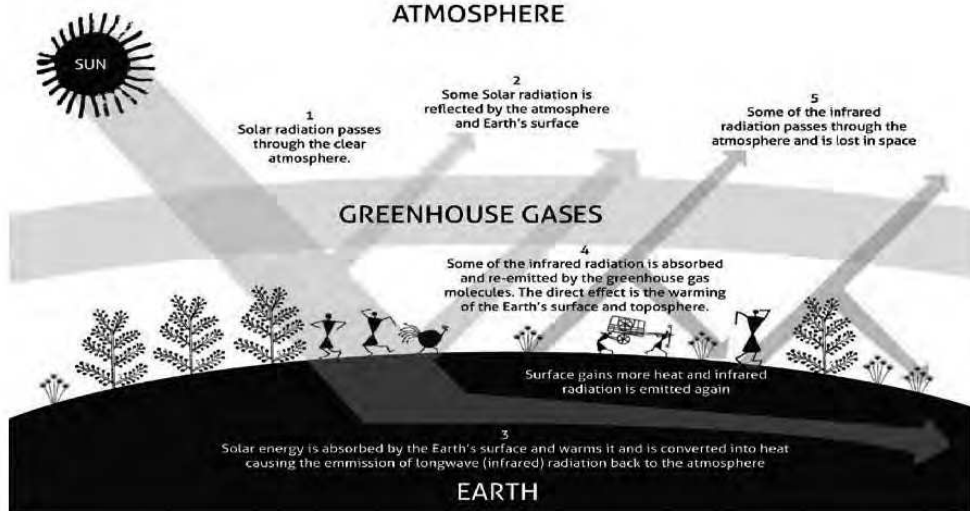 ATMOSPHERE
SUN
1
Solar radiation passes
through the clear
atmosphere.
2
Some Solar radiation is
reflected by the atmosphere
and Earth's surface
5
Some of the infrared
radiation passes through the
atmosphere and is lost in space
GREENHOUSE GASES
4
Some of the infrared radiation is absorbed
and re-emitted by the greenhouse gas
molecules. The direct effect is the warming
of the Earth's surface and toposphere.
Surface gains more heat and infrared
radiation is emitted again
3
Solar energy is absorbed by the Earth's surface and warms it and is converted into heat
causing the emmission of longwave (infrared) radiation back to the atmosphere
EARTH